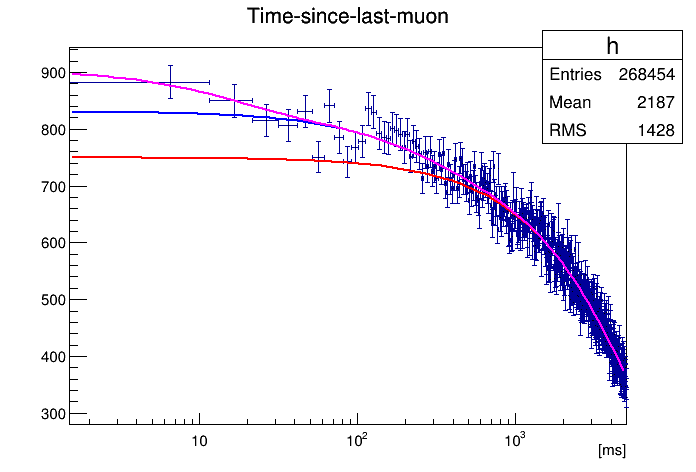 Time-since-last-muon
h
Entries 268454
Mean 2187
RMS 1428
900
800
700
600
500
400
300
10
10²
10³
[ms]